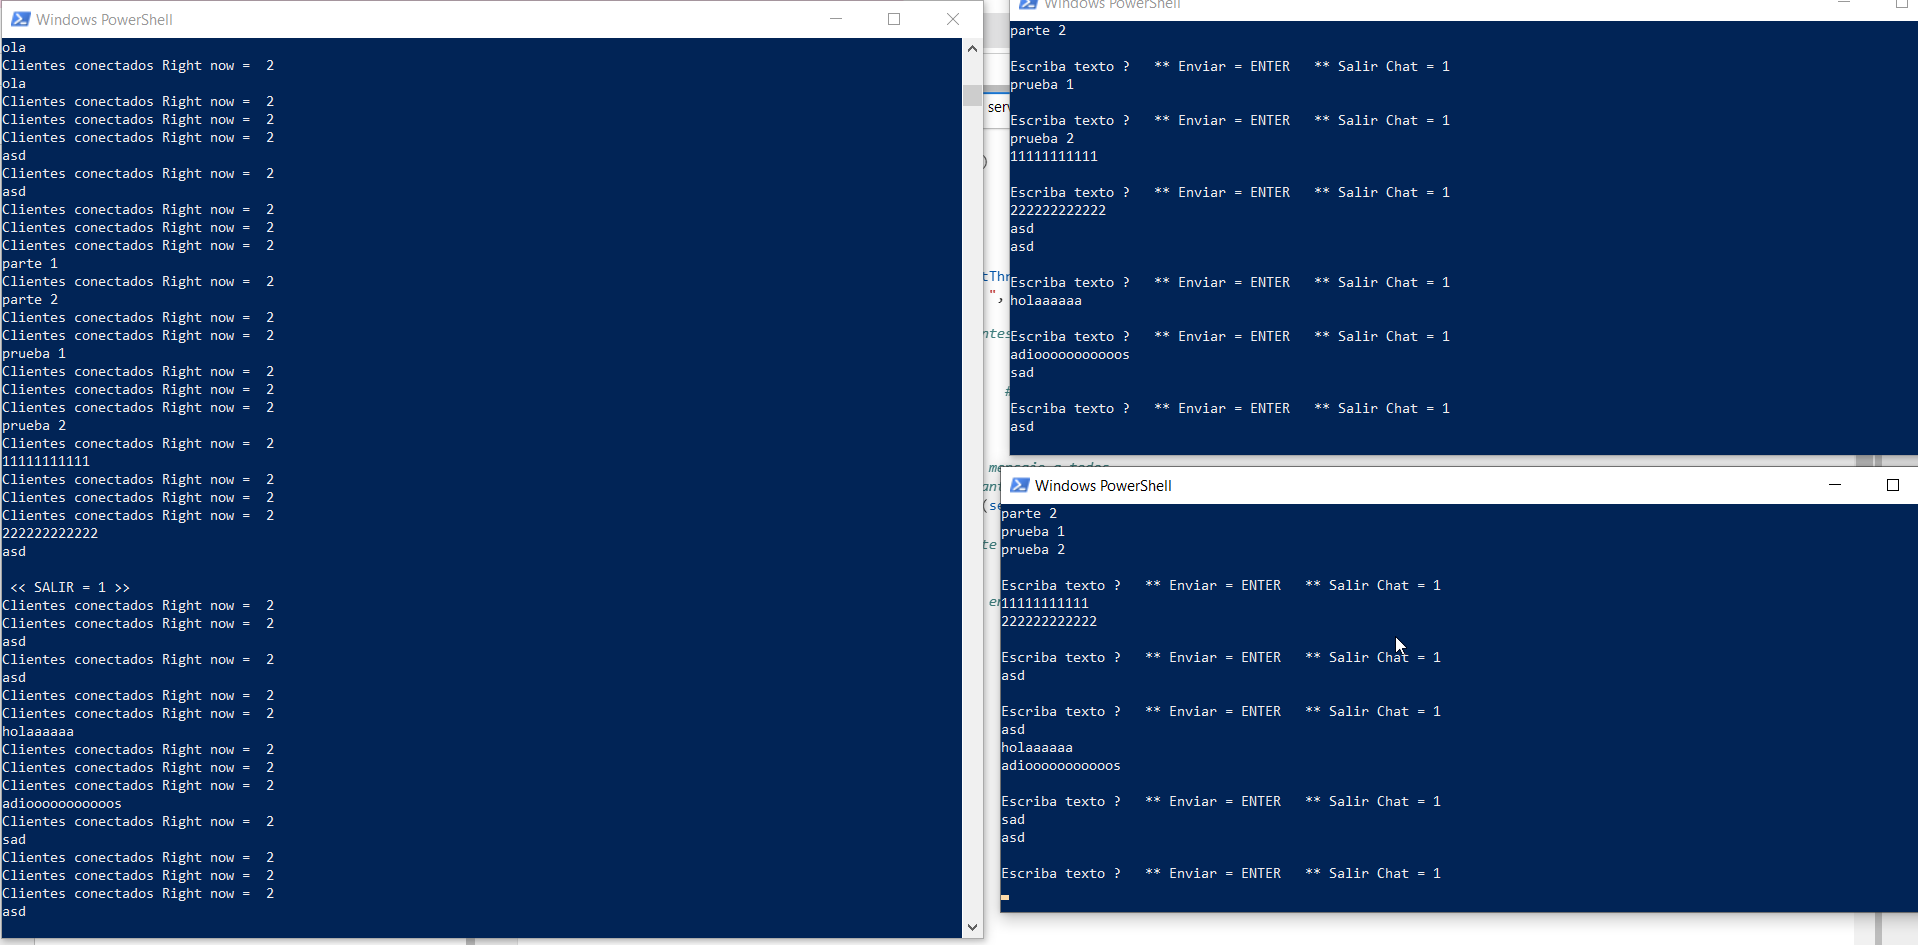 Windows PowerShell
ola
Clientes conectados Right now =  2
ola
Clientes conectados Right now =  2
Clientes conectados Right now =  2
Clientes conectados Right now =  2
asd
Clientes conectados Right now =  2
asd
Clientes conectados Right now =  2
Clientes conectados Right now =  2
Clientes conectados Right now =  2
parte 1
Clientes conectados Right now =  2
parte 2
Clientes conectados Right now =  2
Clientes conectados Right now =  2
prueba 1
Clientes conectados Right now =  2
Clientes conectados Right now =  2
Clientes conectados Right now =  2
prueba 2
Clientes conectados Right now =  2
11111111111
Clientes conectados Right now =  2
Clientes conectados Right now =  2
Clientes conectados Right now =  2
222222222222
asd
<< SALIR = 1 >>
Clientes conectados Right now =  2
Clientes conectados Right now =  2
asd
Clientes conectados Right now =  2
asd
Clientes conectados Right now =  2
Clientes conectados Right now =  2
holaaaaaa
Clientes conectados Right now =  2
Clientes conectados Right now =  2
Clientes conectados Right now =  2
adiooooooooooos
Clientes conectados Right now =  2
sad
Clientes conectados Right now =  2
Clientes conectados Right now =  2
Clientes conectados Right now =  2
asd
serv
)
tThr
",
ntes
#
ant
(se
te
en
Windows PowerShell
parte 2
Escriba texto ?   ** Enviar = ENTER   ** Salir Chat = 1
prueba 1
Escriba texto ?   ** Enviar = ENTER   ** Salir Chat = 1
prueba 2
11111111111
Escriba texto ?   ** Enviar = ENTER   ** Salir Chat = 1
222222222222
asd
asd
Escriba texto ?   ** Enviar = ENTER   ** Salir Chat = 1
holaaaaaa
Escriba texto ?   ** Enviar = ENTER   ** Salir Chat = 1
adiooooooooooos
sad
Escriba texto ?   ** Enviar = ENTER   ** Salir Chat = 1
asd
mensaje a todos
Windows PowerShell
parte 2
prueba 1
prueba 2
Escriba texto ?   ** Enviar = ENTER   ** Salir Chat = 1
11111111111
222222222222
Escriba texto ?   ** Enviar = ENTER   ** Salir Chat = 1
asd
Escriba texto ?   ** Enviar = ENTER   ** Salir Chat = 1
asd
holaaaaaa
adiooooooooooos
Escriba texto ?   ** Enviar = ENTER   ** Salir Chat = 1
sad
asd
Escriba texto ?   ** Enviar = ENTER   ** Salir Chat = 1